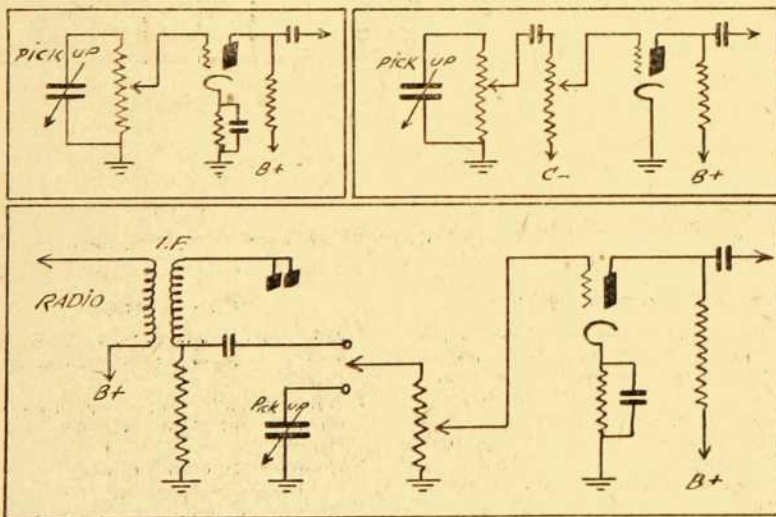 PICK UP
B+
PICK UP
C-
B+
I.F.
RADIO
B+
PICK UP
B+